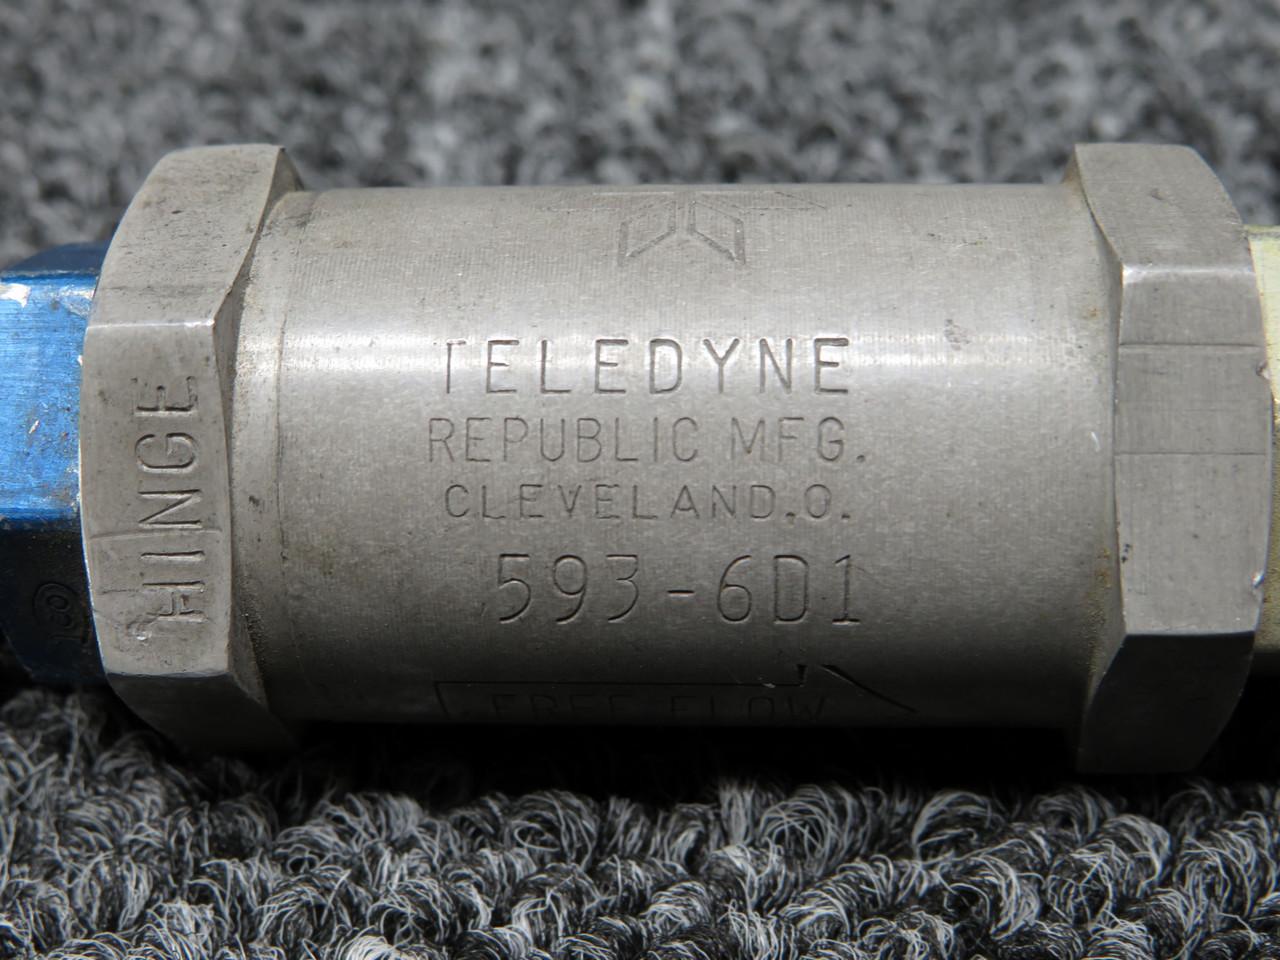 TELEDYNE
REPUBLIC MFG.
CLEVELAND.O.
593-6D1
FREE FLOW
HINGE